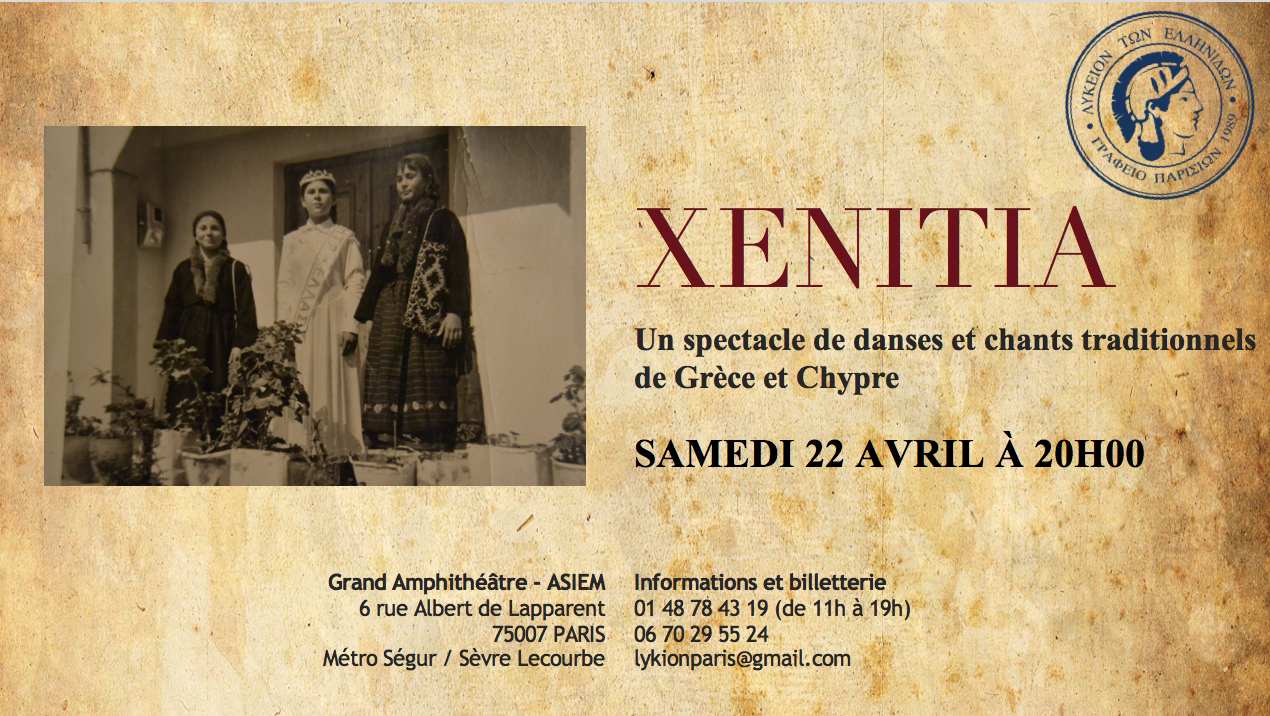 ΛΥΚΕΙΟΝ ΤΩΝ ΕΛΛΗΝΙΔΩΝ
ΓΡΑΦΕΙΟ ΠΑΡΙΣΙΩΝ 1989
ΕΛΛΑΣ
XENITIA
Un spectacle de danses et chants traditionnels
de Grèce et Chypre
SAMEDI 22 AVRIL À 20H00
Grand Amphithéâtre - ASIEM
6 rue Albert de Lapparent
75007 PARIS
Métro Ségur / Sèvre Lecourbe
Informations et billetterie
01 48 78 43 19 (de 11h à 19h)
06 70 29 55 24
lykionparis@gmail.com